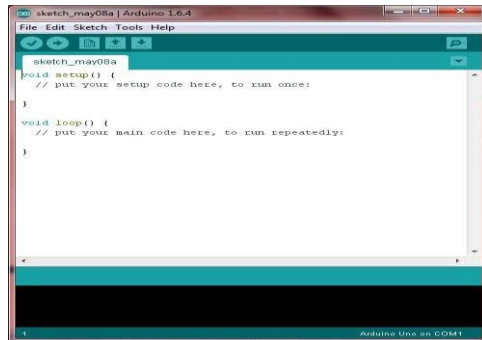 sketch_may08a | Arduino 1.6.4
File Edit Sketch Tools Help
sketch_may08a
void setup() {
// put your setup code here, to run once:
}
void loop() {
// put your main code here, to run repeatedly:
}
1
Arduino Uno on COM1